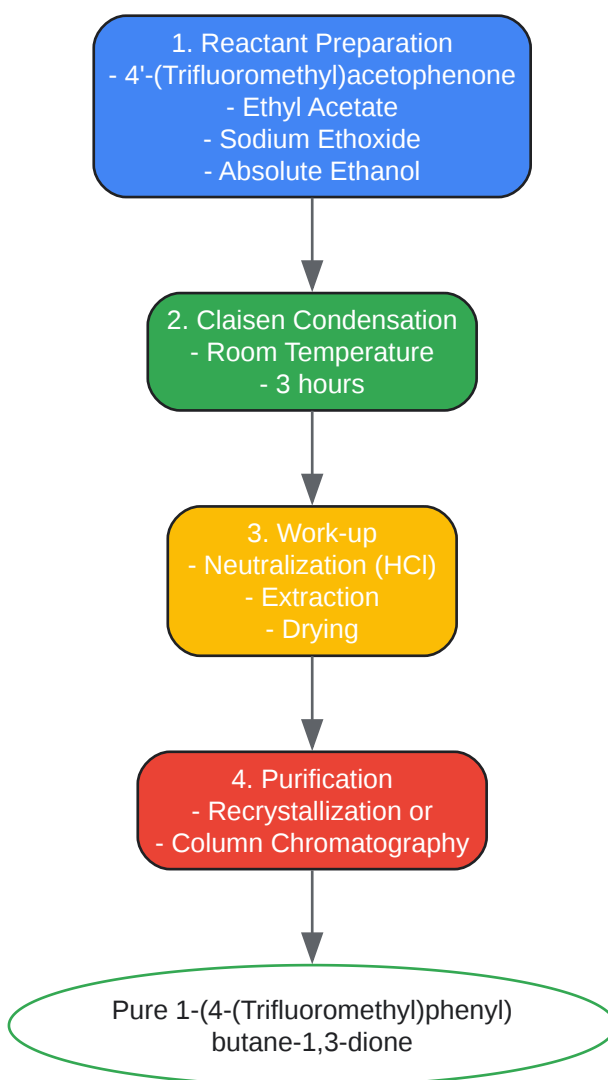 1. Reactant Preparation
- 4'-(Trifluoromethyl)acetophenone
- Ethyl Acetate
- Sodium Ethoxide
- Absolute Ethanol
2. Claisen Condensation
- Room Temperature
- 3 hours
3. Work-up
- Neutralization (HCl)
- Extraction
- Drying
4. Purification
- Recrystallization or
- Column Chromatography
Pure 1-(4-(Trifluoromethyl)phenyl)
butane-1,3-dione